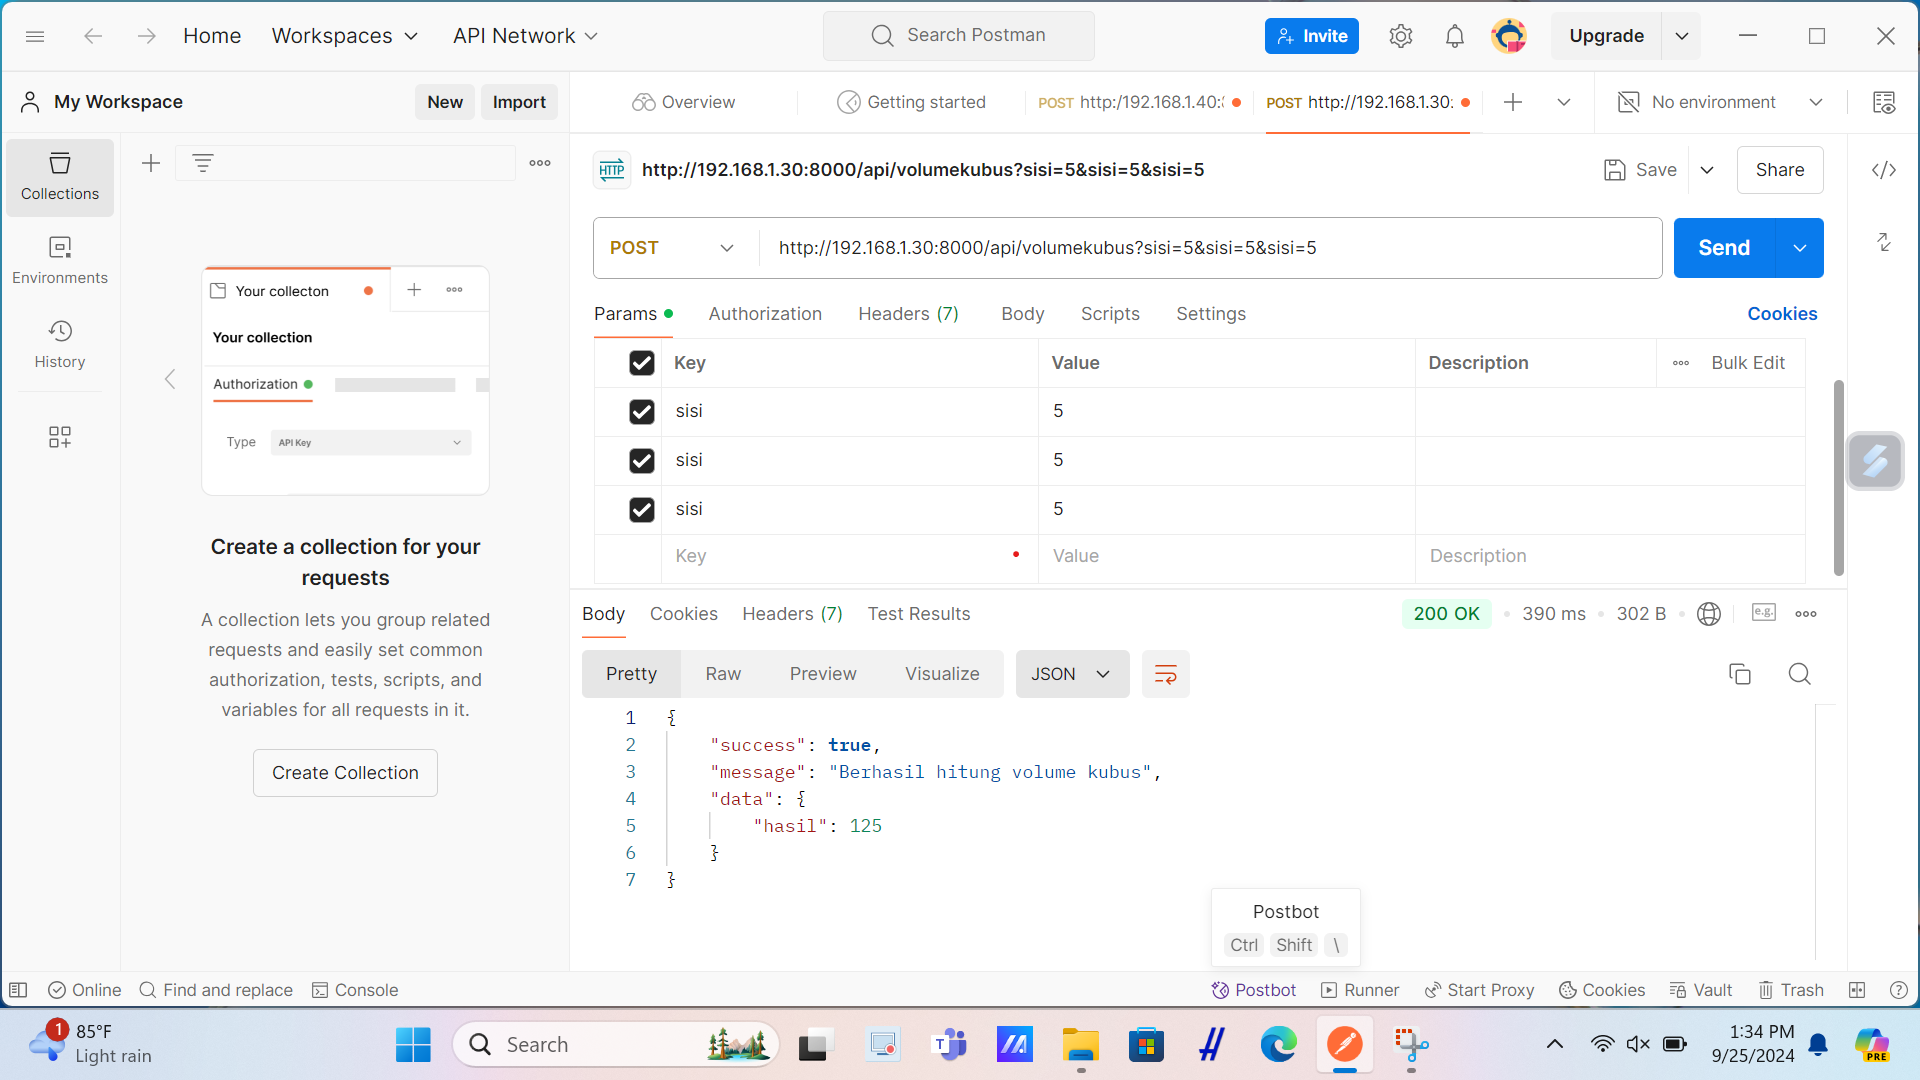 Home
Workspaces
API Network
Search Postman
Invite
Upgrade
My Workspace
New
Import
Overview
Getting started
POST http:/192.168.1.40:
POST http://192.168.1.30:
No environment
Collections
Environments
History
Your collecton
Your collection
Authorization
Type
API Key
Create a collection for your
requests
A collection lets you group related
requests and easily set common
authorization, tests, scripts, and
variables for all requests in it.
Create Collection
HTTP
http://192.168.1.30:8000/api/volumekubus?sisi=5&sisi=5&sisi=5
Save
Share
POST
http://192.168.1.30:8000/api/volumekubus?sisi=5&sisi=5&sisi=5
Send
Params
Authorization
Headers (7)
Body
Scripts
Settings
Cookies
Key Value Description Bulk Edit
sisi 5
sisi 5
sisi 5
Key Value Description
Body
Cookies
Headers (7)
Test Results
200 OK
390 ms
302 B
e.g.
Pretty
Raw
Preview
Visualize
JSON
1 {
2 "success": true,
3 "message": "Berhasil hitung volume kubus",
4 "data": {
5 "hasil": 125
6 }
7 }
Postbot
Ctrl Shift \
Online
Find and replace
Console
Postbot
Runner
Start Proxy
Cookies
Vault
Trash
1
85°F
Light rain
Search
T
1:34 PM
9/25/2024
PRE